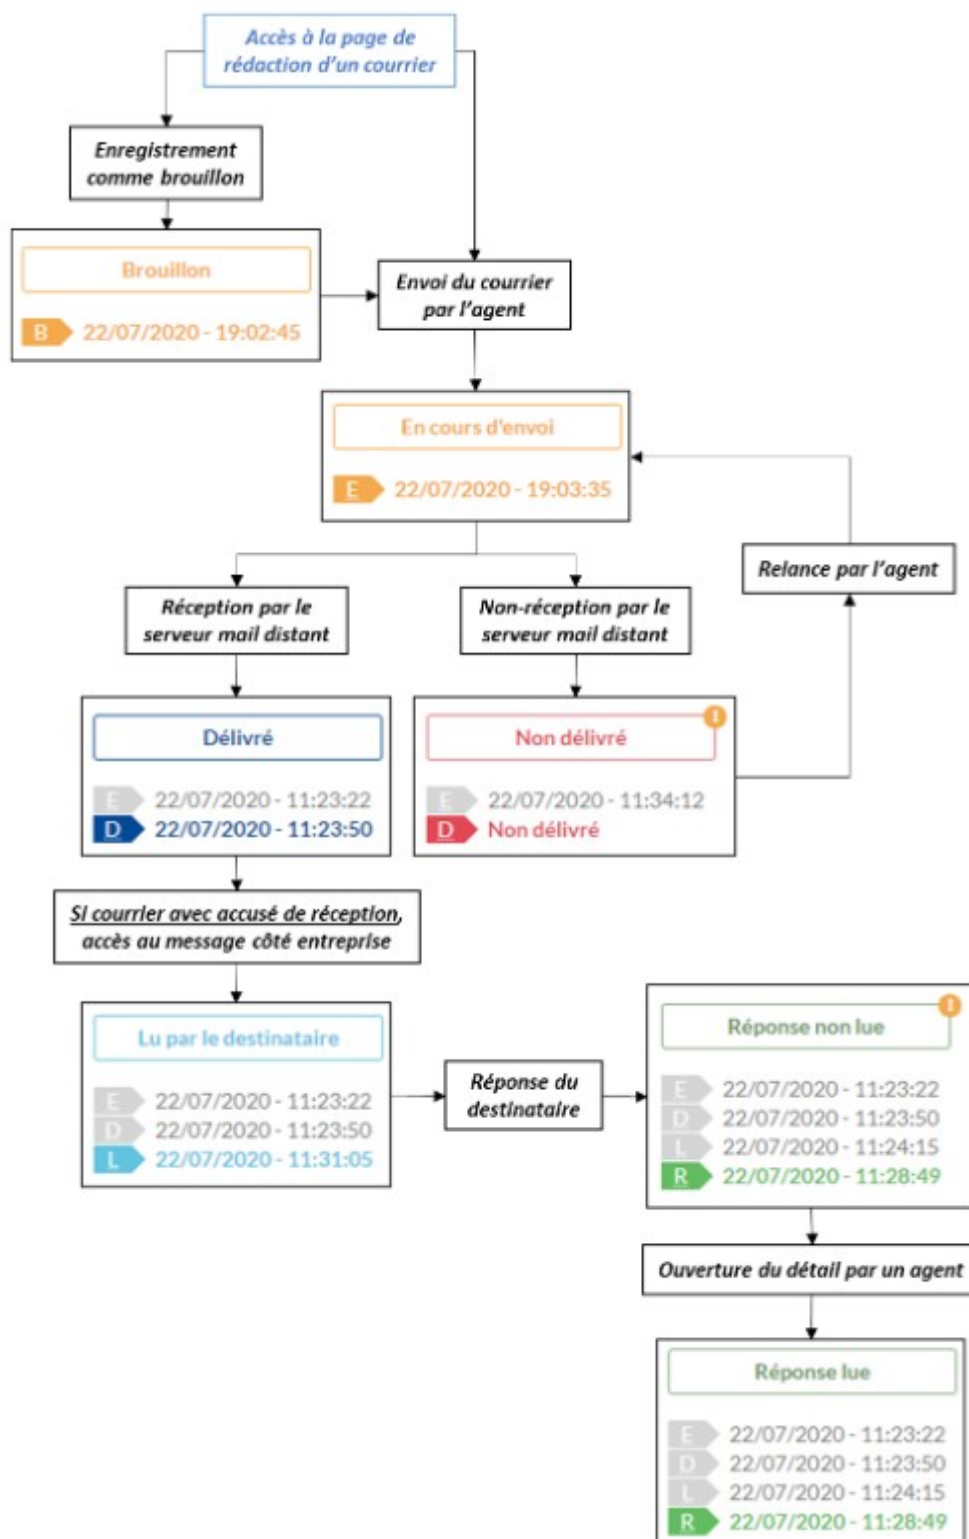 Accès à la page de
rédaction d'un courrier
Enregistrement
comme brouillon
Brouillon
B 22/07/2020 - 19:02:45
Envoi du courrier
par l'agent
En cours d'envoi
E 22/07/2020 - 19:03:35
Relance par l'agent
Réception par le
serveur mail distant
Non-réception par le
serveur mail distant
Délivré
E 22/07/2020 - 11:23:22
D 22/07/2020 - 11:23:50
!
Non délivré
E 22/07/2020 - 11:34:12
D Non délivré
Si courrier avec accusé de réception,
accès au message côté entreprise
Lu par le destinataire
E 22/07/2020 - 11:23:22
D 22/07/2020 - 11:23:50
L 22/07/2020 - 11:31:05
Réponse du
destinataire
!
Réponse non lue
E 22/07/2020 - 11:23:22
D 22/07/2020 - 11:23:50
L 22/07/2020 - 11:24:15
R 22/07/2020 - 11:28:49
Ouverture du détail par un agent
Réponse lue
E 22/07/2020 - 11:23:22
D 22/07/2020 - 11:23:50
L 22/07/2020 - 11:24:15
R 22/07/2020 - 11:28:49